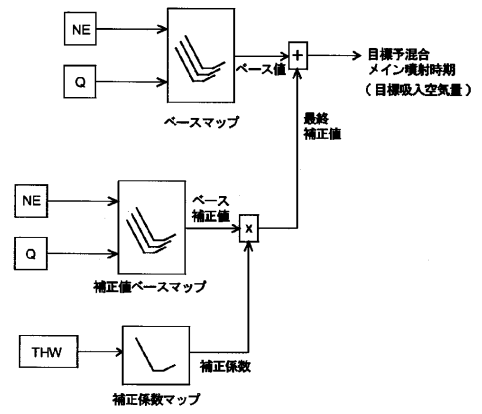 NE
Q
ベースマップ
ベース値
+
目標予混合
メイン噴射時期
(目標吸入空気量)
最終
補正値
NE
Q
補正値ベースマップ
ベース
補正値
x
THW
補正係数マップ
補正係数